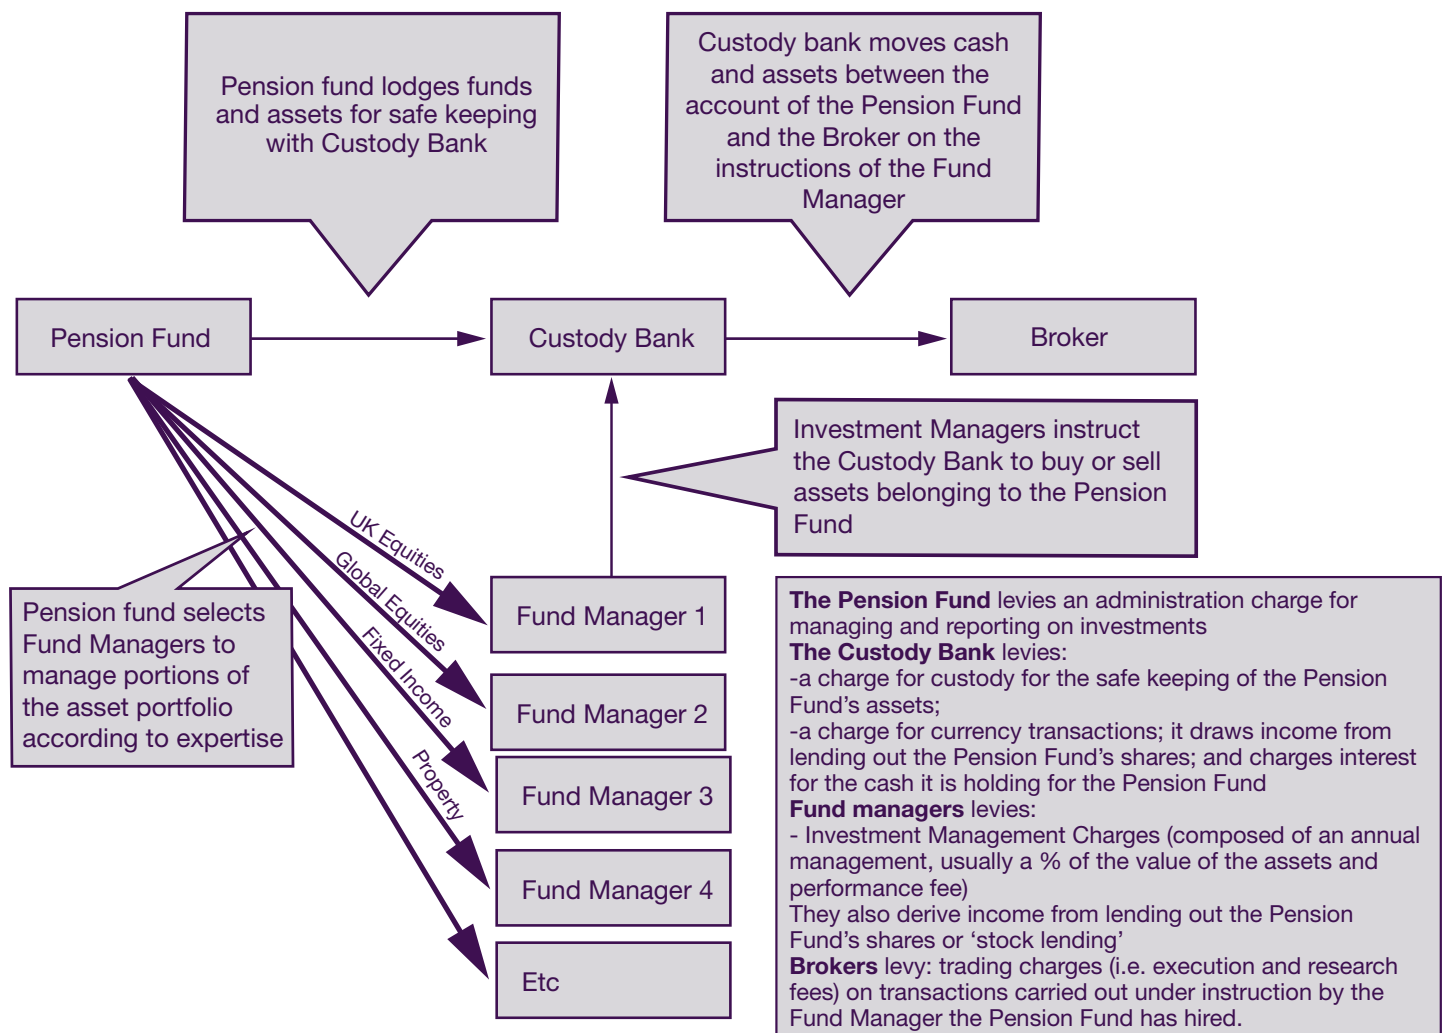 Pension fund lodges funds
and assets for safe keeping
with Custody Bank
Custody bank moves cash
and assets between the
account of the Pension Fund
and the Broker on the
instructions of the Fund
Manager
Pension Fund
Custody Bank
Broker
Investment Managers instruct
the Custody Bank to buy or sell
assets belonging to the Pension
Fund
UK Equities
Global Equities
Fixed Income
Property
Pension fund selects
Fund Managers to
manage portions of
the asset portfolio
according to expertise
Fund Manager 1
Fund Manager 2
Fund Manager 3
Fund Manager 4
Etc
The Pension Fund levies an administration charge for
managing and reporting on investments
The Custody Bank levies:
-a charge for custody for the safe keeping of the Pension
Fund's assets;
-a charge for currency transactions; it draws income from
lending out the Pension Fund's shares; and charges interest
for the cash it is holding for the Pension Fund
Fund managers levies:
- Investment Management Charges (composed of an annual
management, usually a % of the value of the assets and
performance fee)
They also derive income from lending out the Pension
Fund's shares or ‘stock lending’
Brokers levy: trading charges (i.e. execution and research
fees) on transactions carried out under instruction by the
Fund Manager the Pension Fund has hired.